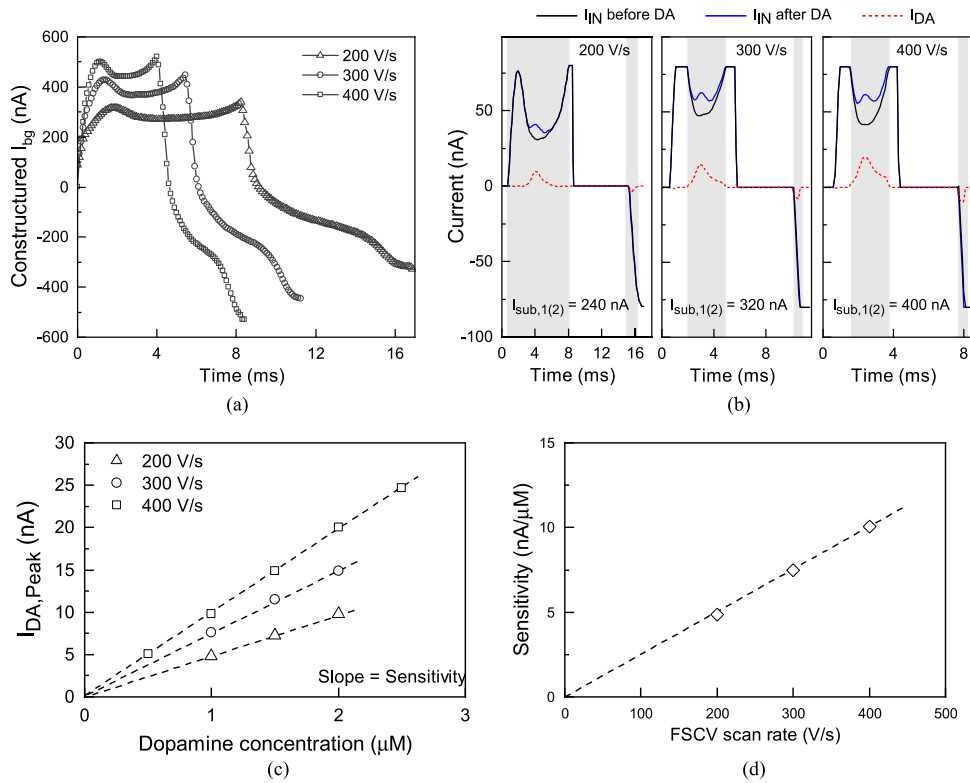 I_IN before DA
I_IN after DA
I_DA
Constructured I_bg (nA)
600
400
200
0
-200
-400
-600
200 V/s
300 V/s
400 V/s
0 4 8 12 16
Time (ms)
(a)
Current (nA)
50
0
-50
-100
200 V/s
I_sub,1(2) = 240 nA
0 4 8 12 16
Time (ms)
300 V/s
I_sub,1(2) = 320 nA
0 4 8
Time (ms)
400 V/s
I_sub,1(2) = 400 nA
0 4 8
Time (ms)
(b)
I_DA,Peak (nA)
30
25
20
15
10
5
0
200 V/s
300 V/s
400 V/s
Slope = Sensitivity
0 1 2 3
Dopamine concentration (μM)
(c)
Sensitivity (nA/μM)
15
10
5
0
0 100 200 300 400 500
FSCV scan rate (V/s)
(d)